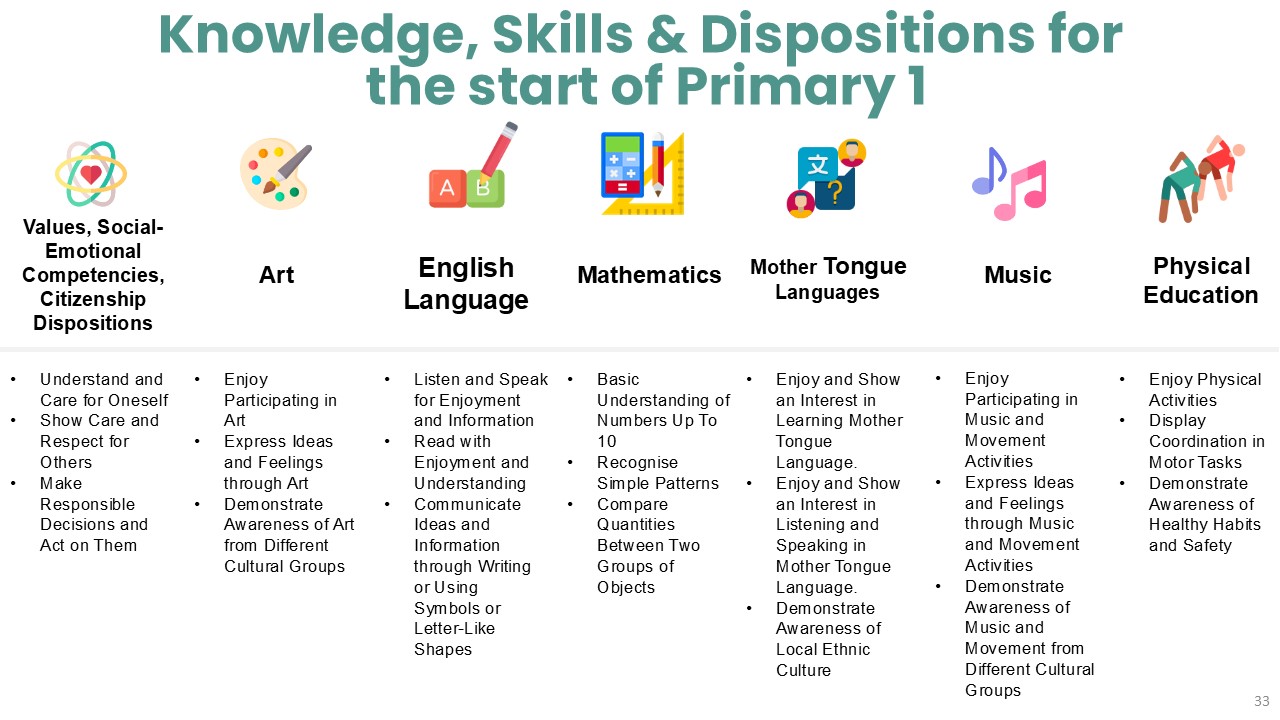 Knowledge, Skills & Dispositions for
the start of Primary 1
A B
文
?
Values, Social-
Emotional
Competencies,
Citizenship
Dispositions
Art
English
Language
Mathematics
Mother Tongue
Languages
Music
Physical
Education
• Understand and
Care for Oneself
• Show Care and
Respect for
Others
• Make
Responsible
Decisions and
Act on Them
• Enjoy
Participating in
Art
• Express Ideas
and Feelings
through Art
• Demonstrate
Awareness of Art
from Different
Cultural Groups
• Listen and Speak
for Enjoyment
and Information
• Read with
Enjoyment and
Understanding
• Communicate
Ideas and
Information
through Writing
or Using
Symbols or
Letter-Like
Shapes
• Basic
Understanding of
Numbers Up To
10
• Recognise
Simple Patterns
• Compare
Quantities
Between Two
Groups of
Objects
• Enjoy and Show
an Interest in
Learning Mother
Tongue
Language.
• Enjoy and Show
an Interest in
Listening and
Speaking in
Mother Tongue
Language.
• Demonstrate
Awareness of
Local Ethnic
Culture
• Enjoy
Participating in
Music and
Movement
Activities
• Express Ideas
and Feelings
through Music
and Movement
Activities
• Demonstrate
Awareness of
Music and
Movement from
Different Cultural
Groups
• Enjoy Physical
Activities
• Display
Coordination in
Motor Tasks
• Demonstrate
Awareness of
Healthy Habits
and Safety
33